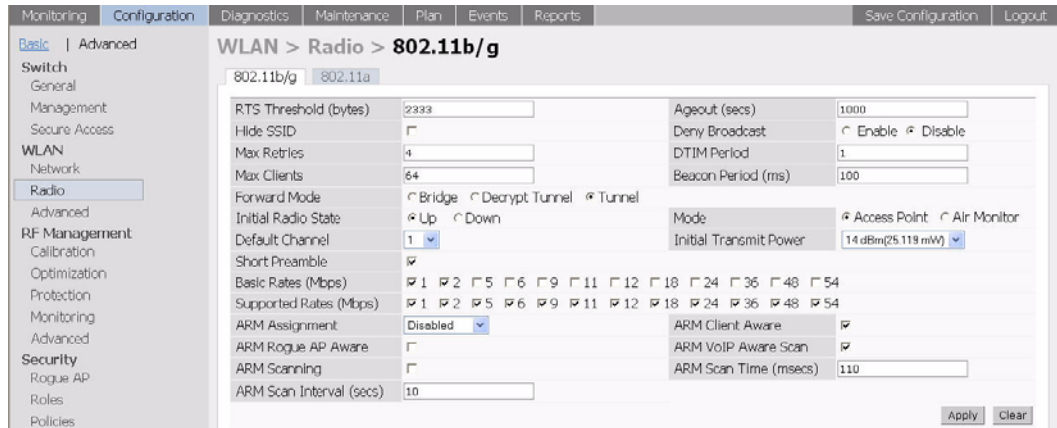 Monitoring Configuration Diagnostics Maintenance Plan Events Reports Save Configuration Logout
Basic | Advanced
Switch
General
Management
Secure Access
WLAN
Network
Radio
Advanced
RF Management
Calibration
Optimization
Protection
Monitoring
Advanced
Security
Rogue AP
Roles
Policies
WLAN > Radio > 802.11b/g
802.11b/g 802.11a
RTS Threshold (bytes) 2333 Ageout (secs) 1000
Hide SSID Deny Broadcast Enable Disable
Max Retries 4 DTIM Period 1
Max Clients 64 Beacon Period (ms) 100
Forward Mode Bridge Decrypt Tunnel Tunnel
Initial Radio State Up Down Mode Access Point Air Monitor
Default Channel 1 Initial Transmit Power 14 dBm(25.119 mW)
Short Preamble
Basic Rates (Mbps) 1 2 5 6 9 11 12 18 24 36 48 54
Supported Rates (Mbps) 1 2 5 6 9 11 12 18 24 36 48 54
ARM Assignment Disabled ARM Client Aware
ARM Rogue AP Aware ARM VoIP Aware Scan
ARM Scanning ARM Scan Time (msecs) 110
ARM Scan Interval (secs) 10
Apply Clear